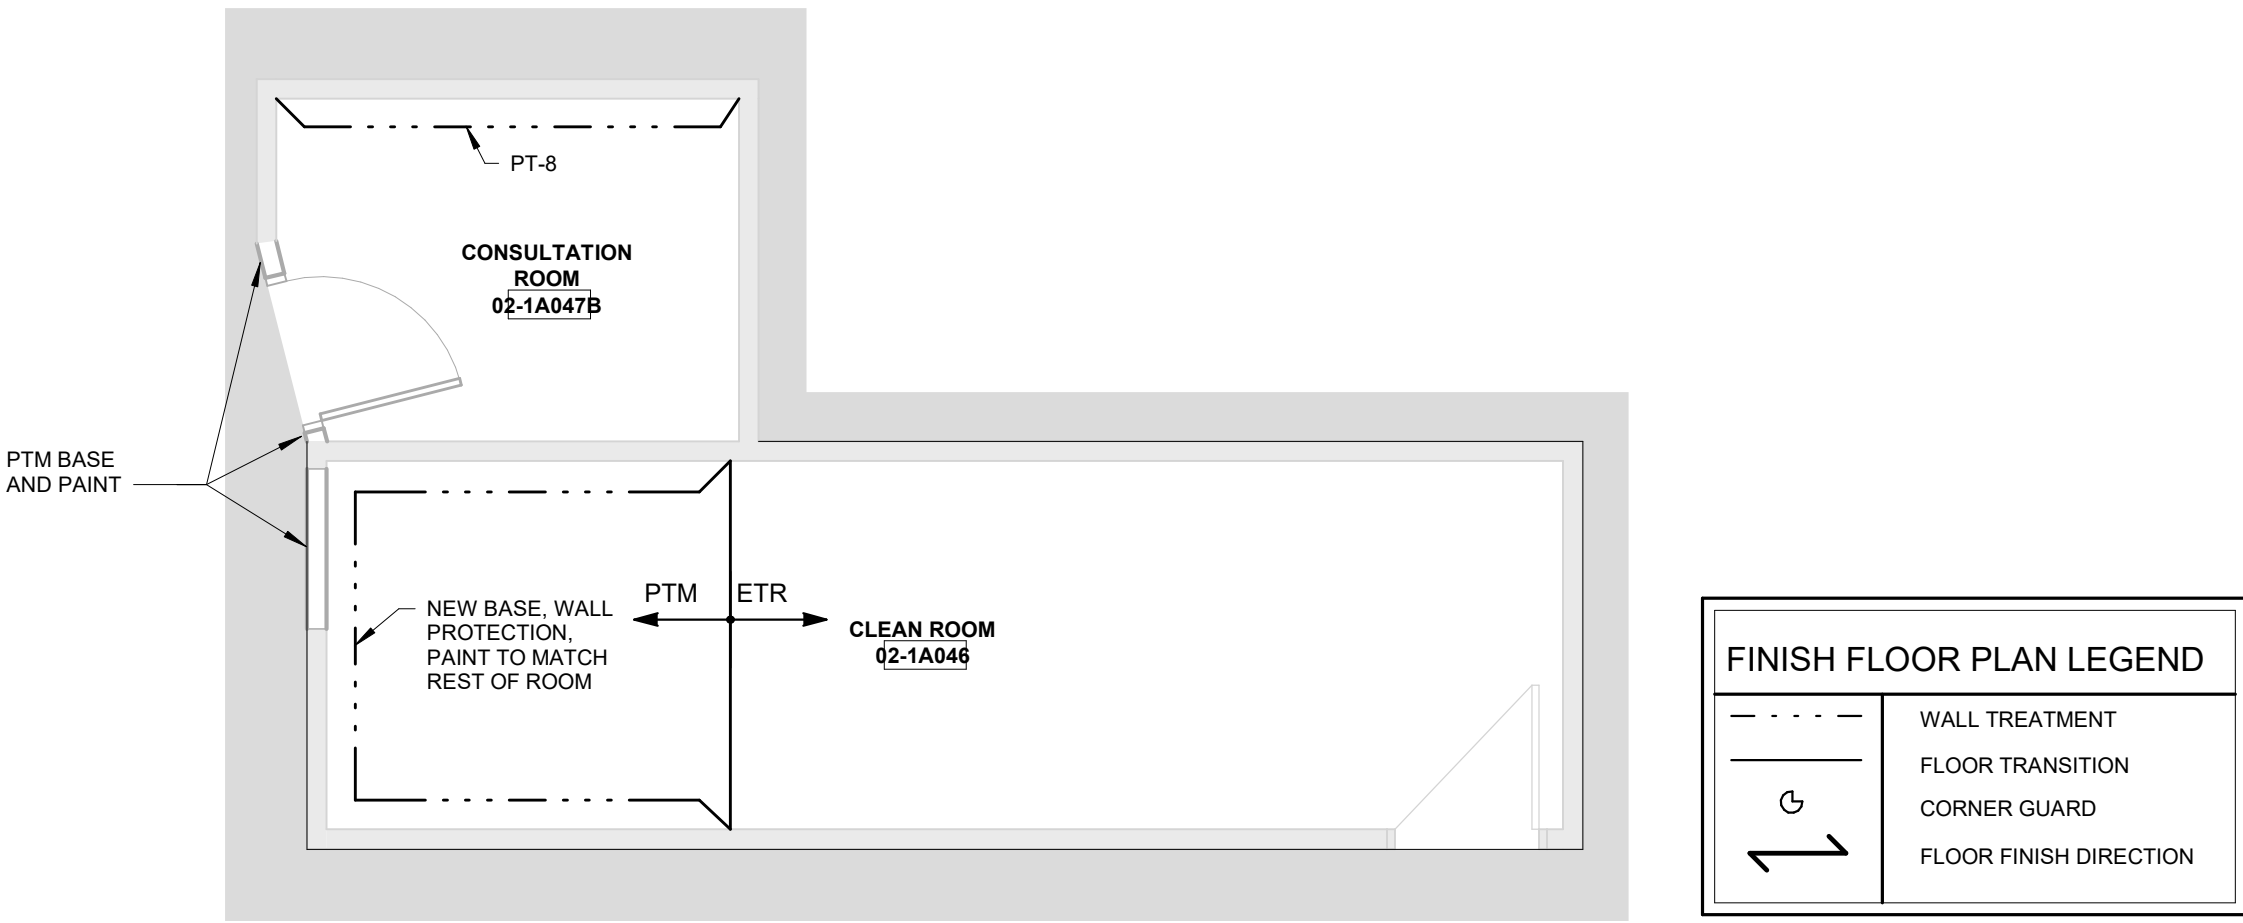 PT-8
CONSULTATION
ROOM
02-1A047B
PTM BASE
AND PAINT
NEW BASE, WALL
PROTECTION,
PAINT TO MATCH
REST OF ROOM
PTM
ETR
CLEAN ROOM
02-1A046
FINISH FLOOR PLAN LEGEND
WALL TREATMENT
FLOOR TRANSITION
CORNER GUARD
FLOOR FINISH DIRECTION